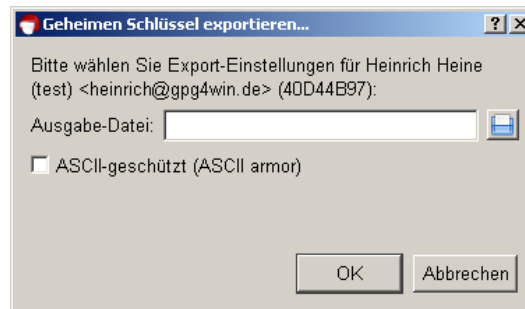 Geheimen Schlüssel exportieren...
Bitte wählen Sie Export-Einstellungen für Heinrich Heine
(test) <heinrich@gpg4win.de> (40D44B97):
Ausgabe-Datei:
ASCII-geschützt (ASCII armor)
OK Abbrechen